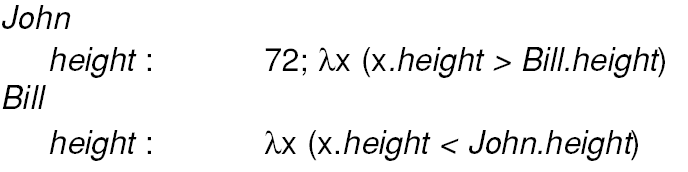 John
height : 72; λx (x.height > Bill.height)
Bill
height : λx (x.height < John.height)